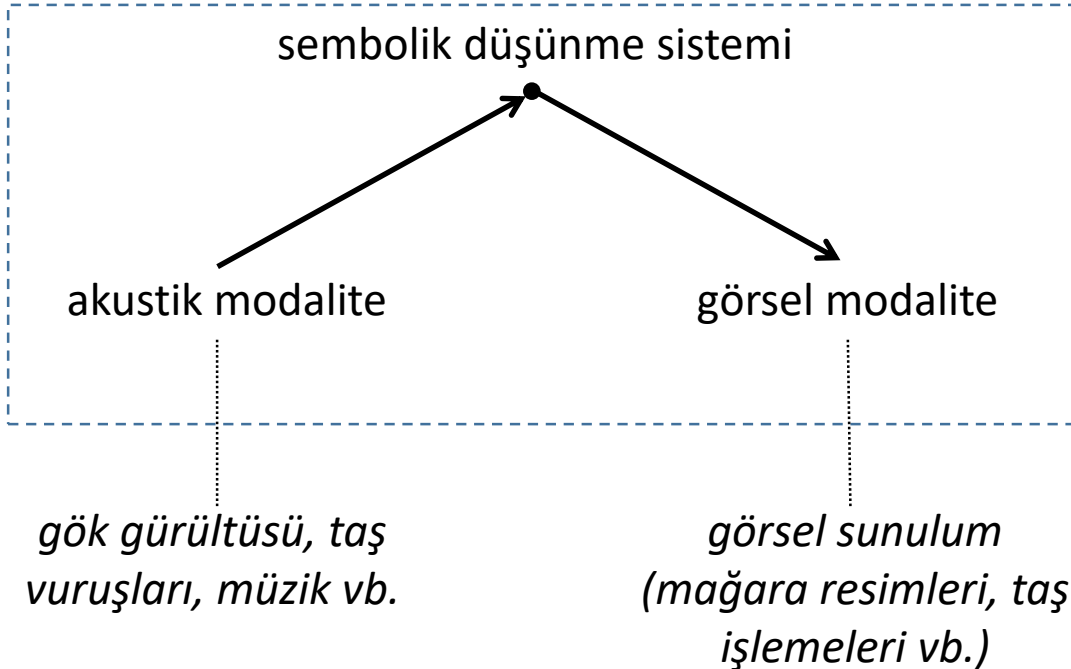 sembolik düşünme sistemi
akustik modalite
görsel modalite
gök gürültüsü, taş
vuruşları, müzik vb.
görsel sunulum
(mağara resimleri, taş
işlemeleri vb.)